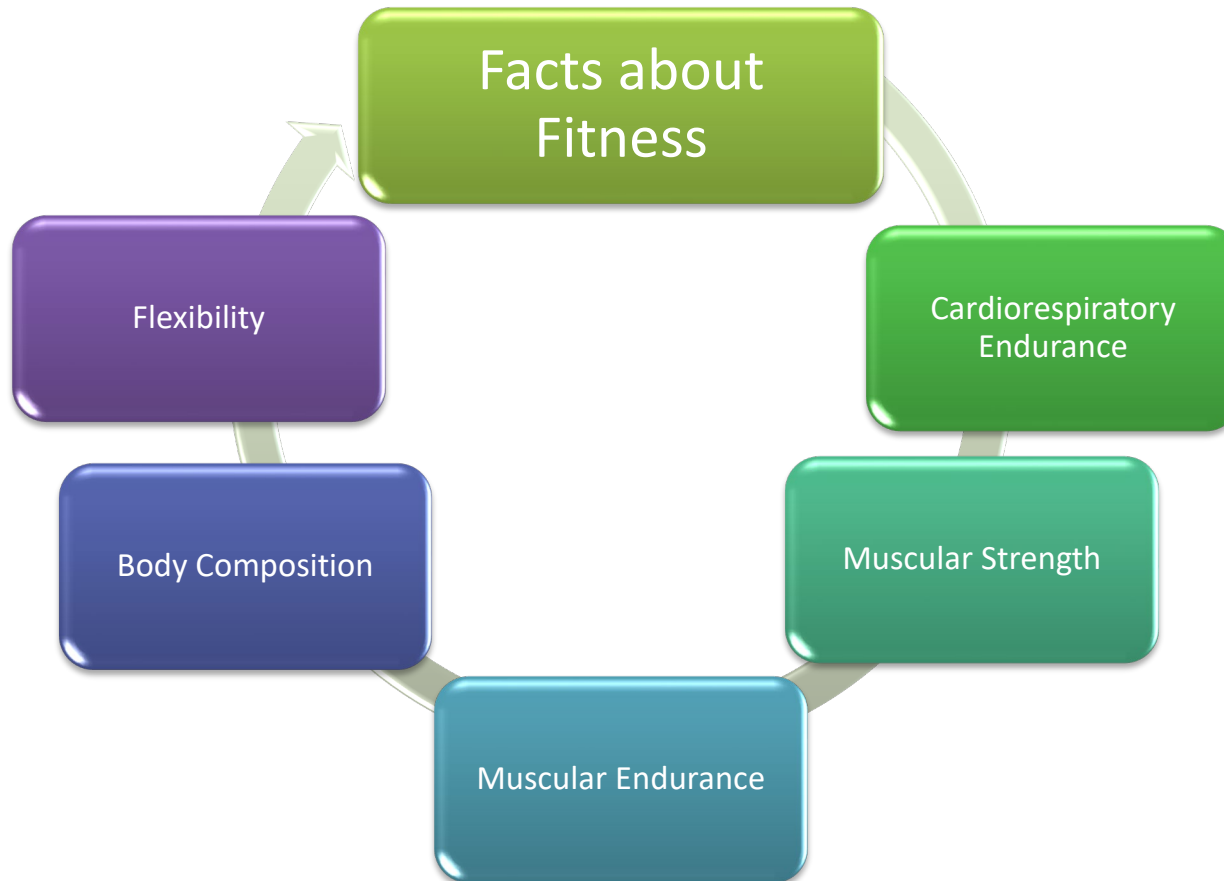 Facts about
Fitness
Cardiorespiratory
Endurance
Muscular Strength
Muscular Endurance
Body Composition
Flexibility